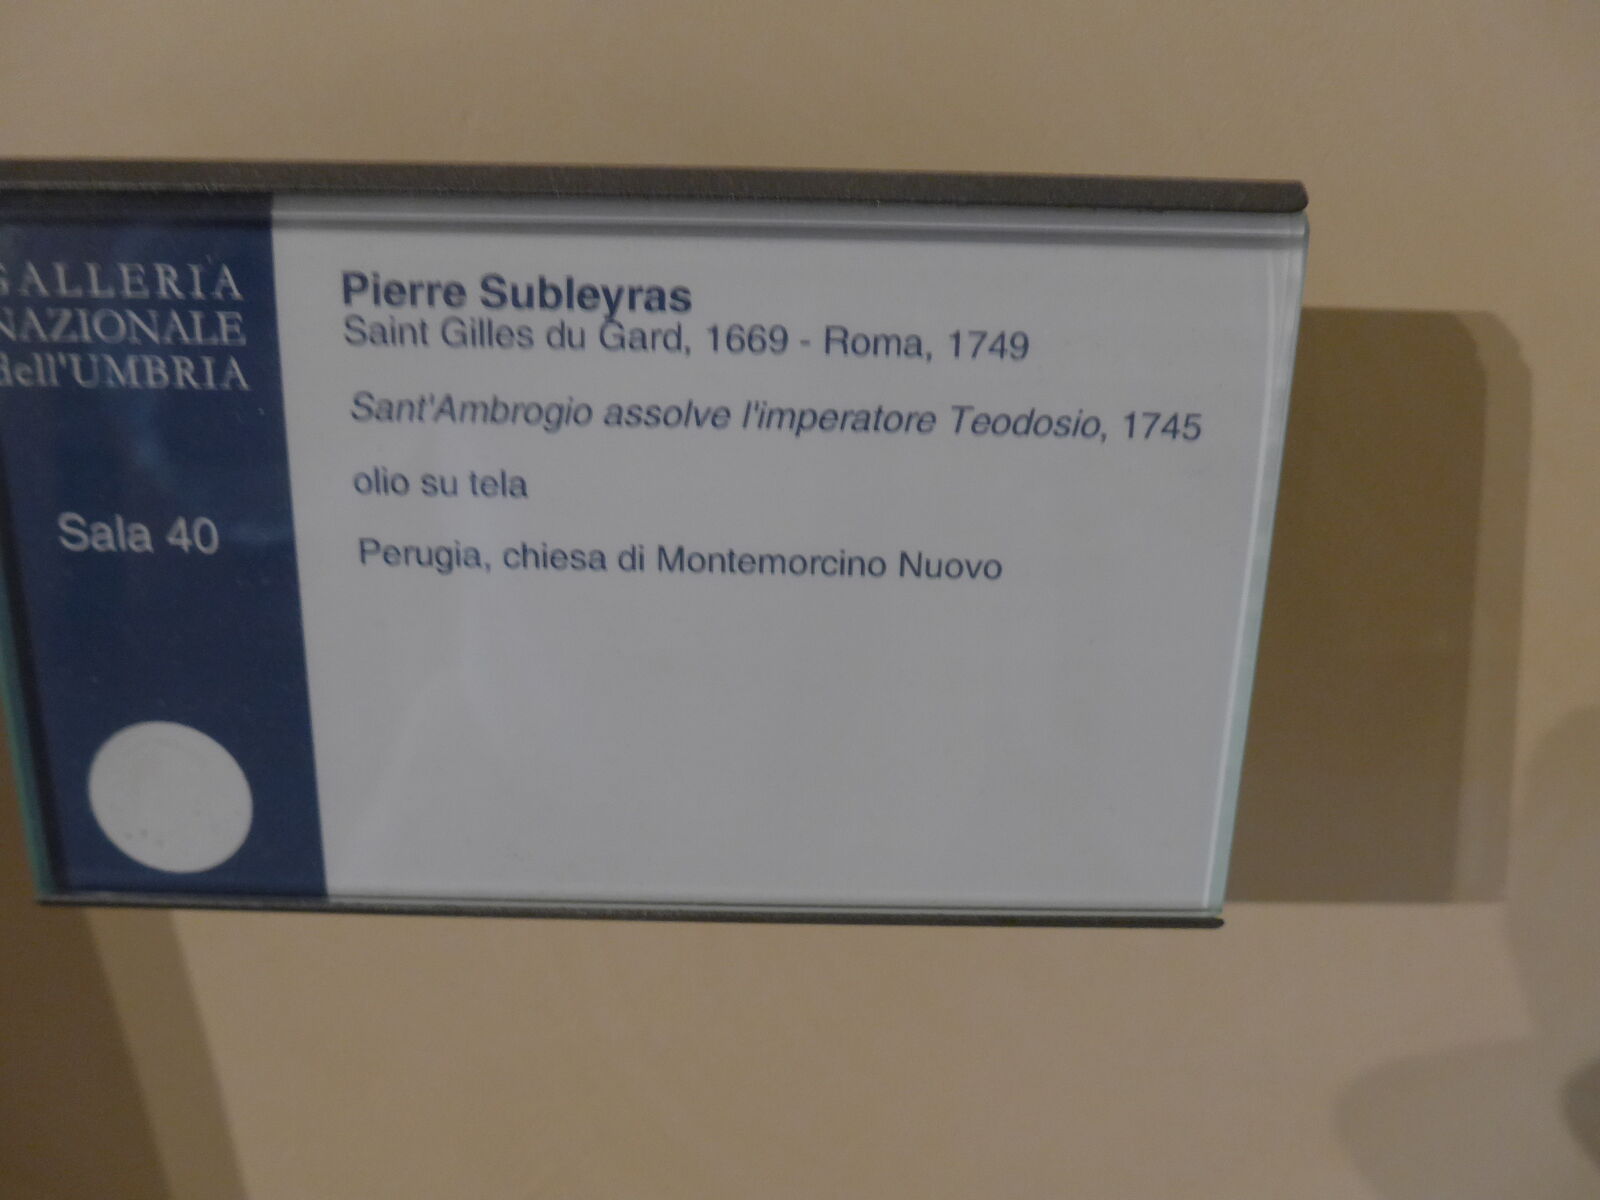 GALLERIA
NAZIONALE
dell'UMBRIA
Sala 40
Pierre Subleyras
Saint Gilles du Gard, 1669 - Roma, 1749
Sant'Ambrogio assolve l'imperatore Teodosio, 1745
olio su tela
Perugia, chiesa di Montemorcino Nuovo